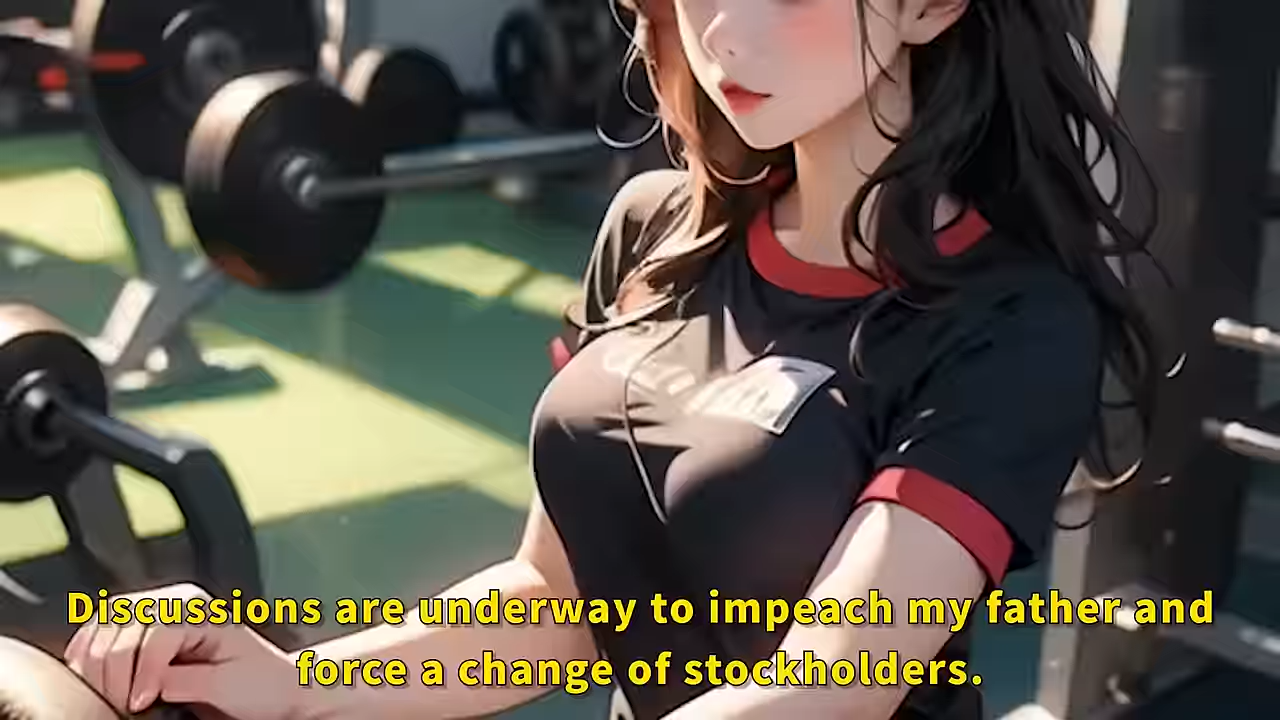 Discussions are underway to impeach my father and
force a change of stockholders.